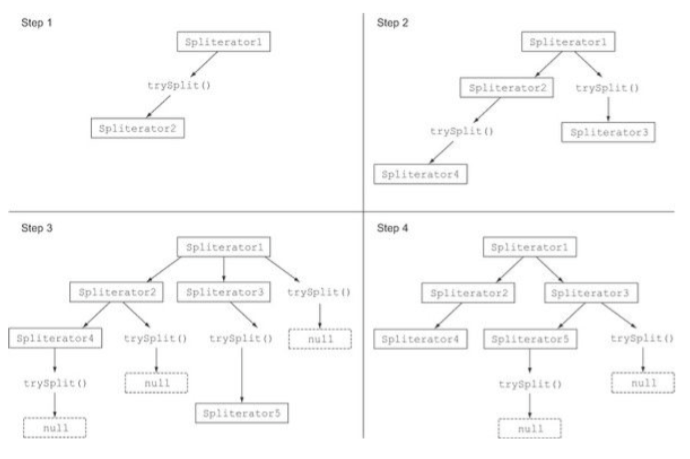 Step 1
Spliterator1
trySplit()
Spliterator2
Step 2
Spliterator1
Spliterator2
trySplit()
trySplit()
Spliterator3
Spliterator4
Step 3
Spliterator1
Spliterator2
Spliterator3
trySplit()
Spliterator4
trySplit()
trySplit()
null
trySplit()
null
Spliterator5
null
Step 4
Spliterator1
Spliterator2
Spliterator3
Spliterator4
Spliterator5
trySplit()
trySplit()
null
null